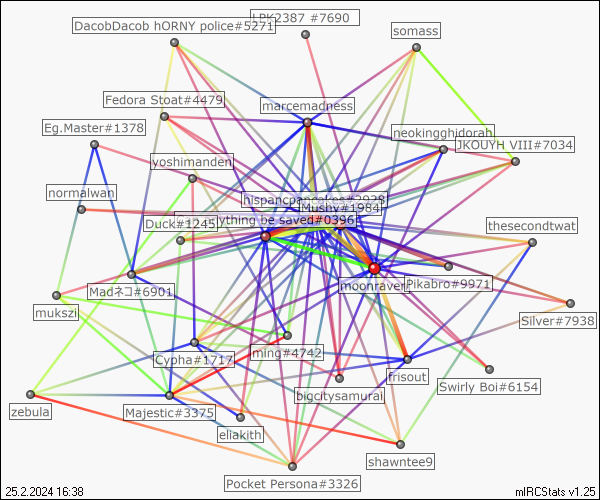 LPK2387 #7690
DacobDacob hORNY police#5271
somass
Fedora Stoat#4479
marcemadness
Eg.Master#1378
neokingghidorah
JKOUYH VIII#7034
yoshimanden
normalwan
hispancpancakes#2928
Mushy#1984
Duck#1245
ything be saved#0396
thesecondtwat
Madネコ#6901
moonraven
Pikabro#9971
mukszi
Silver#7938
Cypha#1717
ming#4742
frisout
Swirly Boi#6154
bigcitysamurai
zebula
Majestic#3375
eliakith
shawntee9
Pocket Persona#3326
25.2.2024 16:38
mIRCStats v1.25